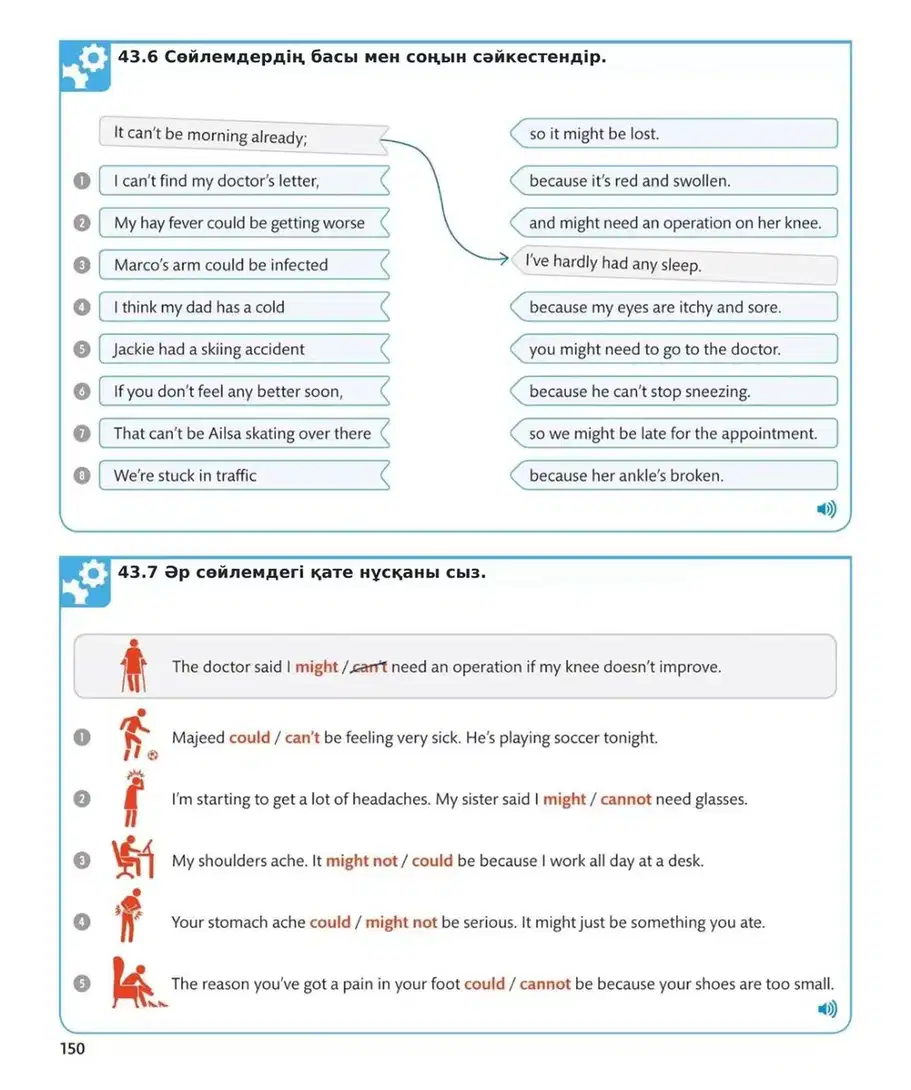 43.6 Сөйлемдердің басы мен соңын сәйкестендір.
It can't be morning already;
so it might be lost.
1 I can't find my doctor's letter,
because it's red and swollen.
2 My hay fever could be getting worse
and might need an operation on her knee.
3 Marco's arm could be infected
I've hardly had any sleep.
4 I think my dad has a cold
because my eyes are itchy and sore.
5 Jackie had a skiing accident
you might need to go to the doctor.
6 If you don't feel any better soon,
because he can't stop sneezing.
7 That can't be Ailsa skating over there
so we might be late for the appointment.
8 We're stuck in traffic
because her ankle's broken.
43.7 Әр сөйлемдегі қате нұсқаны сыз.
The doctor said I might / can't need an operation if my knee doesn't improve.
1 Majeed could / can't be feeling very sick. He's playing soccer tonight.
2 I'm starting to get a lot of headaches. My sister said I might / cannot need glasses.
3 My shoulders ache. It might not / could be because I work all day at a desk.
4 Your stomach ache could / might not be serious. It might just be something you ate.
5 The reason you've got a pain in your foot could / cannot be because your shoes are too small.
150